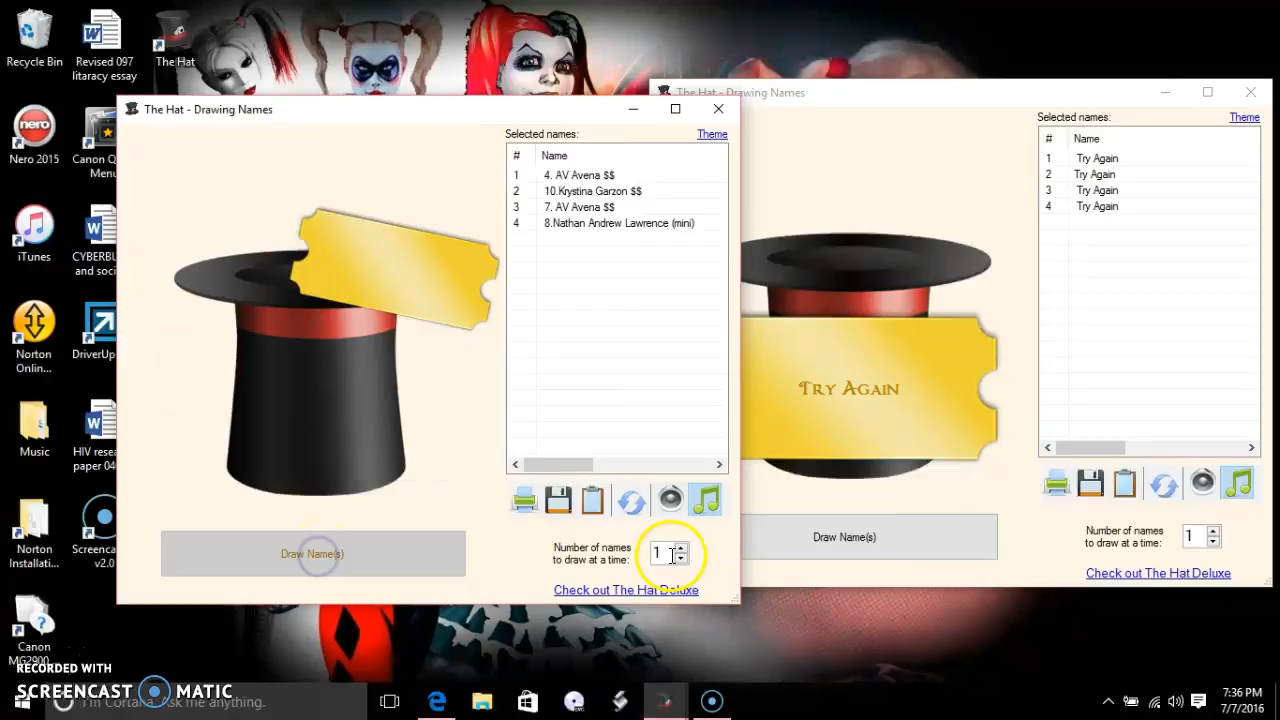 Recycle Bin
Revised 097
litaracy essay
The Hat
nero
Nero 2015
Canon Q
Menu
iTunes
CYBERBU
and soci
Norton
Online...
DriverUp
Music
HIV resea
paper 04
Norton
Installati...
Screenca
v2.0
Canon
MG2900
The Hat - Drawing Names
Selected names:
Theme
# Name
1 4. AV Avena $$
2 10.Krystina Garzon $$
3 7. AV Avena $$
4 8.Nathan Andrew Lawrence (mini)
Draw Name(s)
Number of names
to draw at a time:
1
Check out The Hat Deluxe
The Hat - Drawing Names
Selected names:
Theme
# Name
1 Try Again
2 Try Again
3 Try Again
4 Try Again
Try Again
Draw Name(s)
Number of names
to draw at a time:
1
Check out The Hat Deluxe
RECORDED WITH
SCREENCAST MATIC
I'm Cortana. Ask me anything.
7:36 PM
7/7/2016